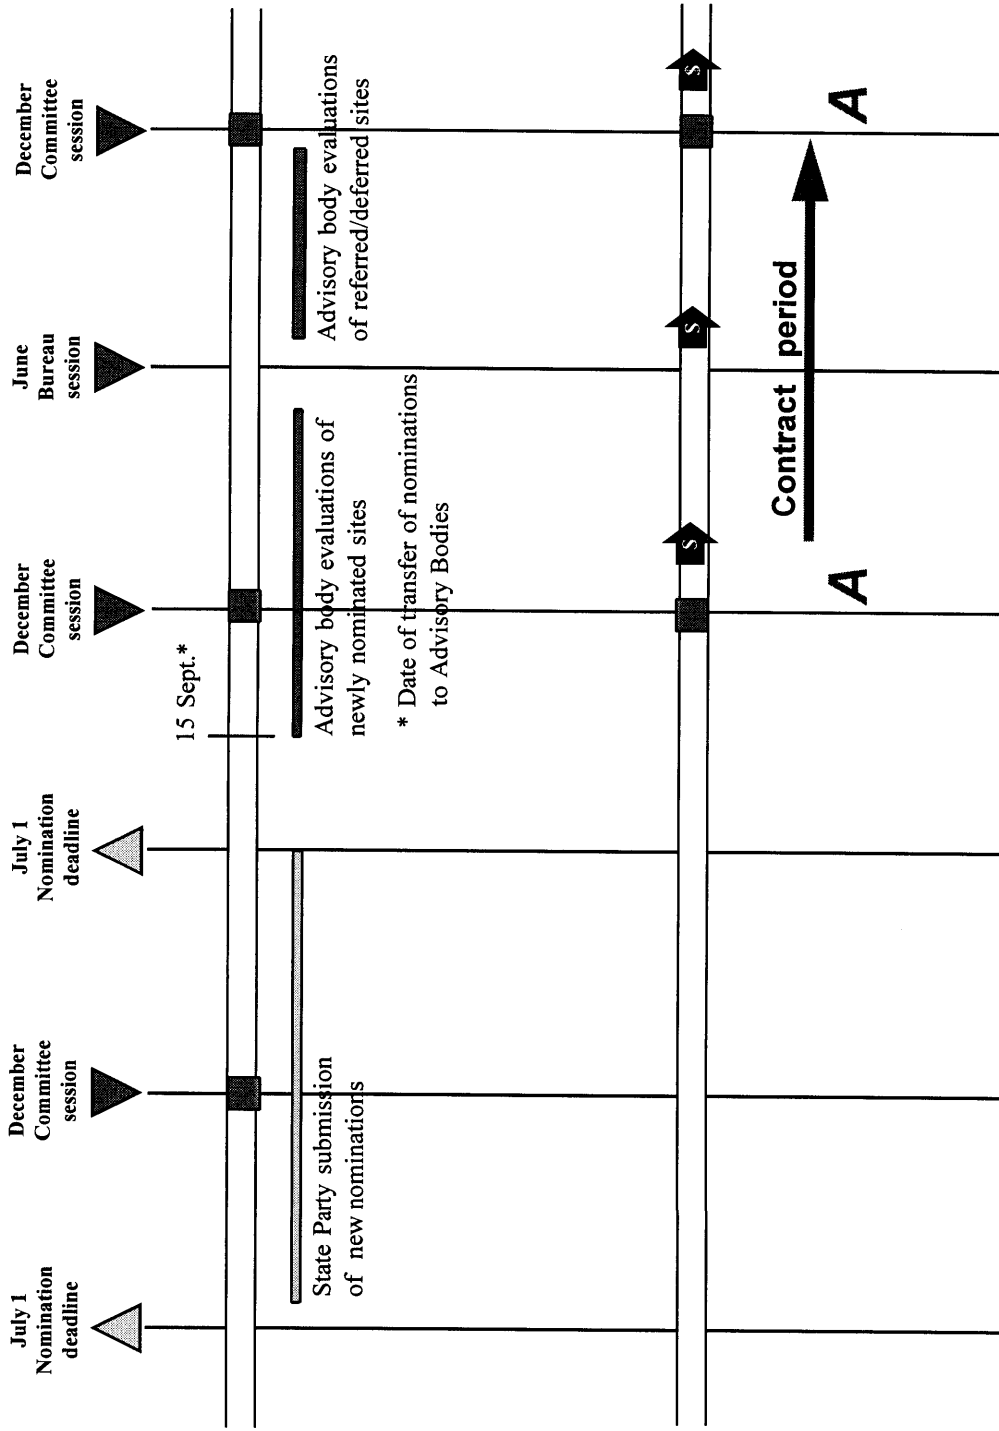 July 1
Nomination
deadline
December
Committee
session
July 1
Nomination
deadline
December
Committee
session
June
Bureau
session
December
Committee
session
15 Sept.*
State Party submission
of new nominations
Advisory body evaluations of
newly nominated sites
* Date of transfer of nominations
to Advisory Bodies
Advisory body evaluations
of referred/deferred sites
S
S
S
Contract period
A
A